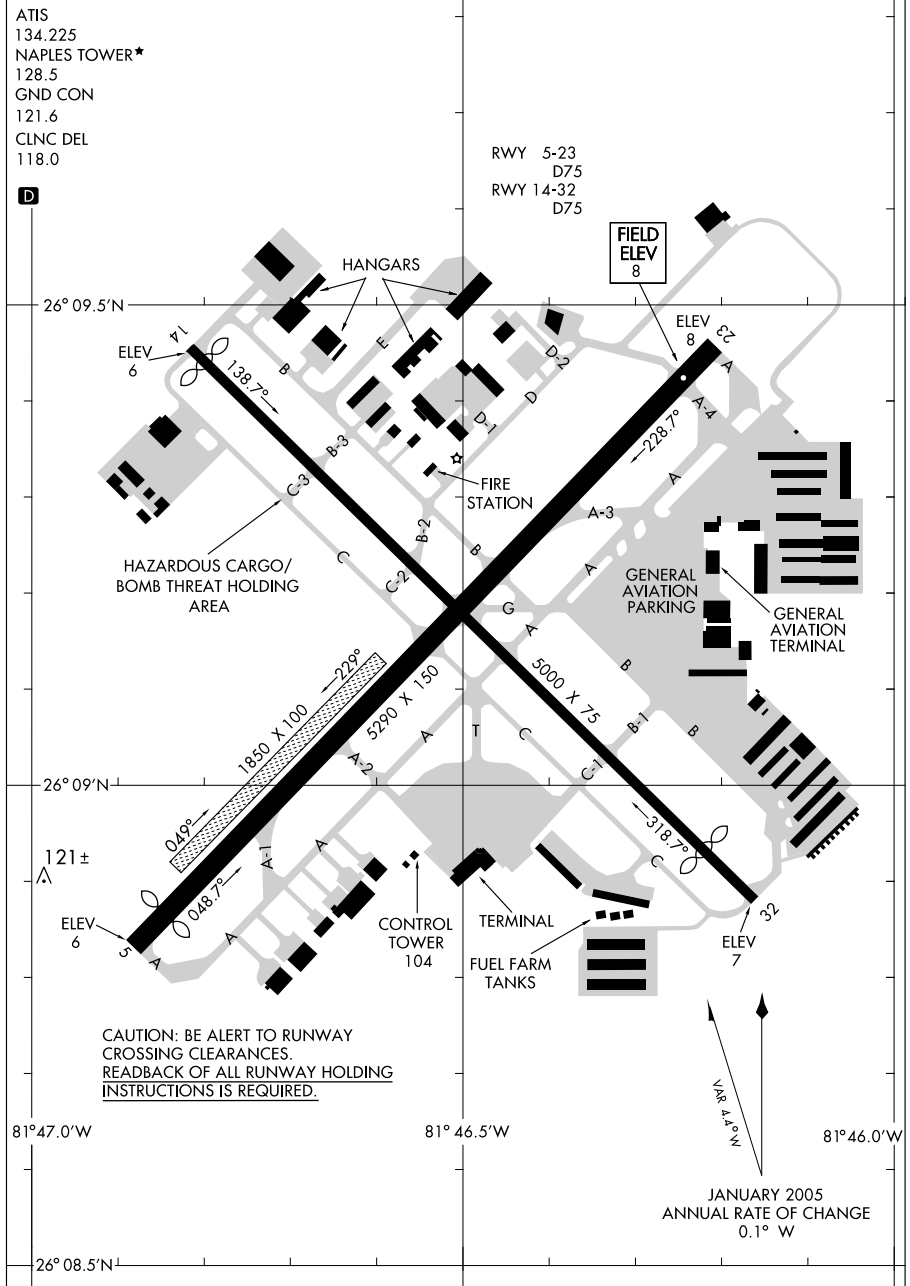 ATIS
134.225
NAPLES TOWER★
128.5
GND CON
121.6
CLNC DEL
118.0
D
RWY 5-23
D75
RWY 14-32
D75
FIELD
ELEV
8
HANGARS
26° 09.5'N
ELEV
8
23
14
ELEV
6
138.7°
B
E
D-2
D
D-1
A
A-4
228.7°
A
B-3
C-3
FIRE
STATION
A-3
B-2
HAZARDOUS CARGO/
BOMB THREAT HOLDING
AREA
C
C-2
B
A
GENERAL
AVIATION
PARKING
GENERAL
AVIATION
TERMINAL
G
A
229°
5290 X 150
5000 X 75
B
B-1
B
1850 X 100
A
T
C
A-2
C-1
26° 09'N
049°
318.7°
121±
A-1
A
C
048.7°
ELEV
6
5
A
A
CONTROL
TOWER
104
TERMINAL
FUEL FARM
TANKS
32
ELEV
7
CAUTION: BE ALERT TO RUNWAY
CROSSING CLEARANCES.
READBACK OF ALL RUNWAY HOLDING
INSTRUCTIONS IS REQUIRED.
VAR 4.4° W
81° 47.0'W
81° 46.5'W
81° 46.0'W
JANUARY 2005
ANNUAL RATE OF CHANGE
0.1° W
26° 08.5'N